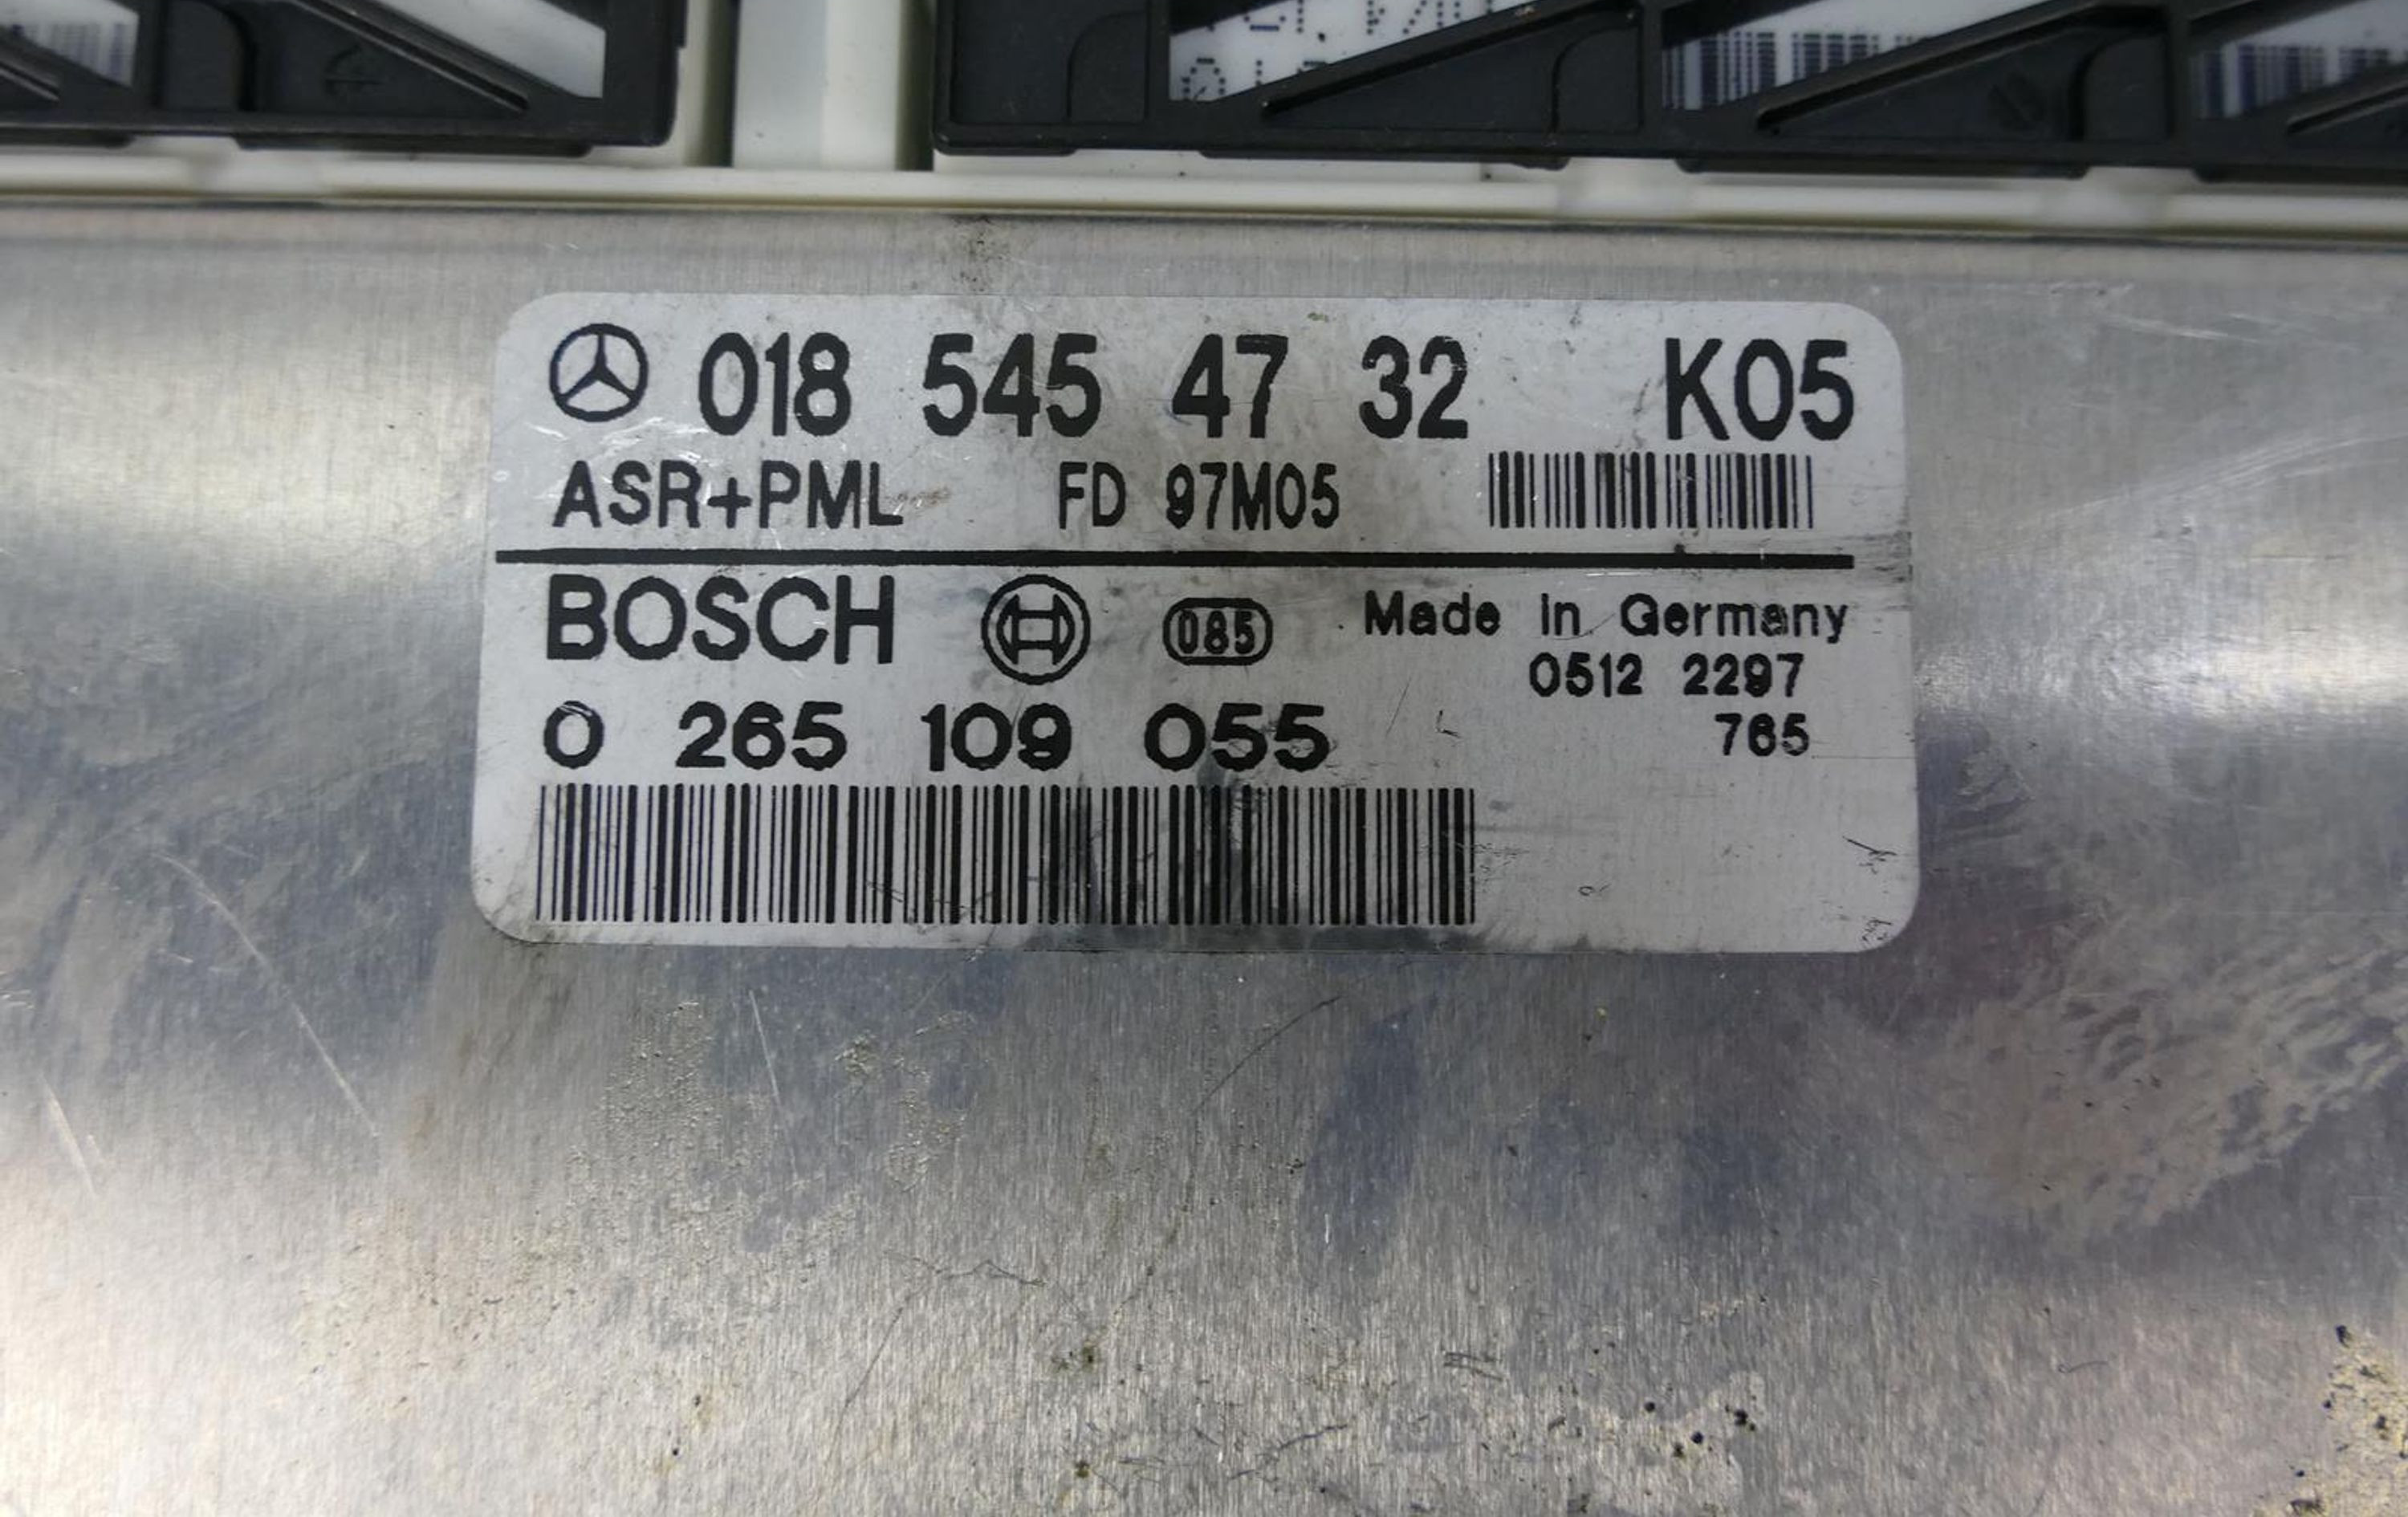 018 545 47 32 K05
ASR+PML FD 97M05
BOSCH 085 Made in Germany
0512 2297
0 265 109 055 765